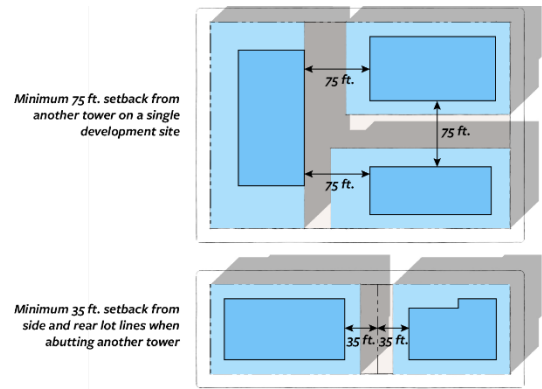 Minimum 75 ft. setback from
another tower on a single
development site
75 ft.
75 ft.
75 ft.
Minimum 35 ft. setback from
side and rear lot lines when
abutting another tower
35 ft.
35 ft.